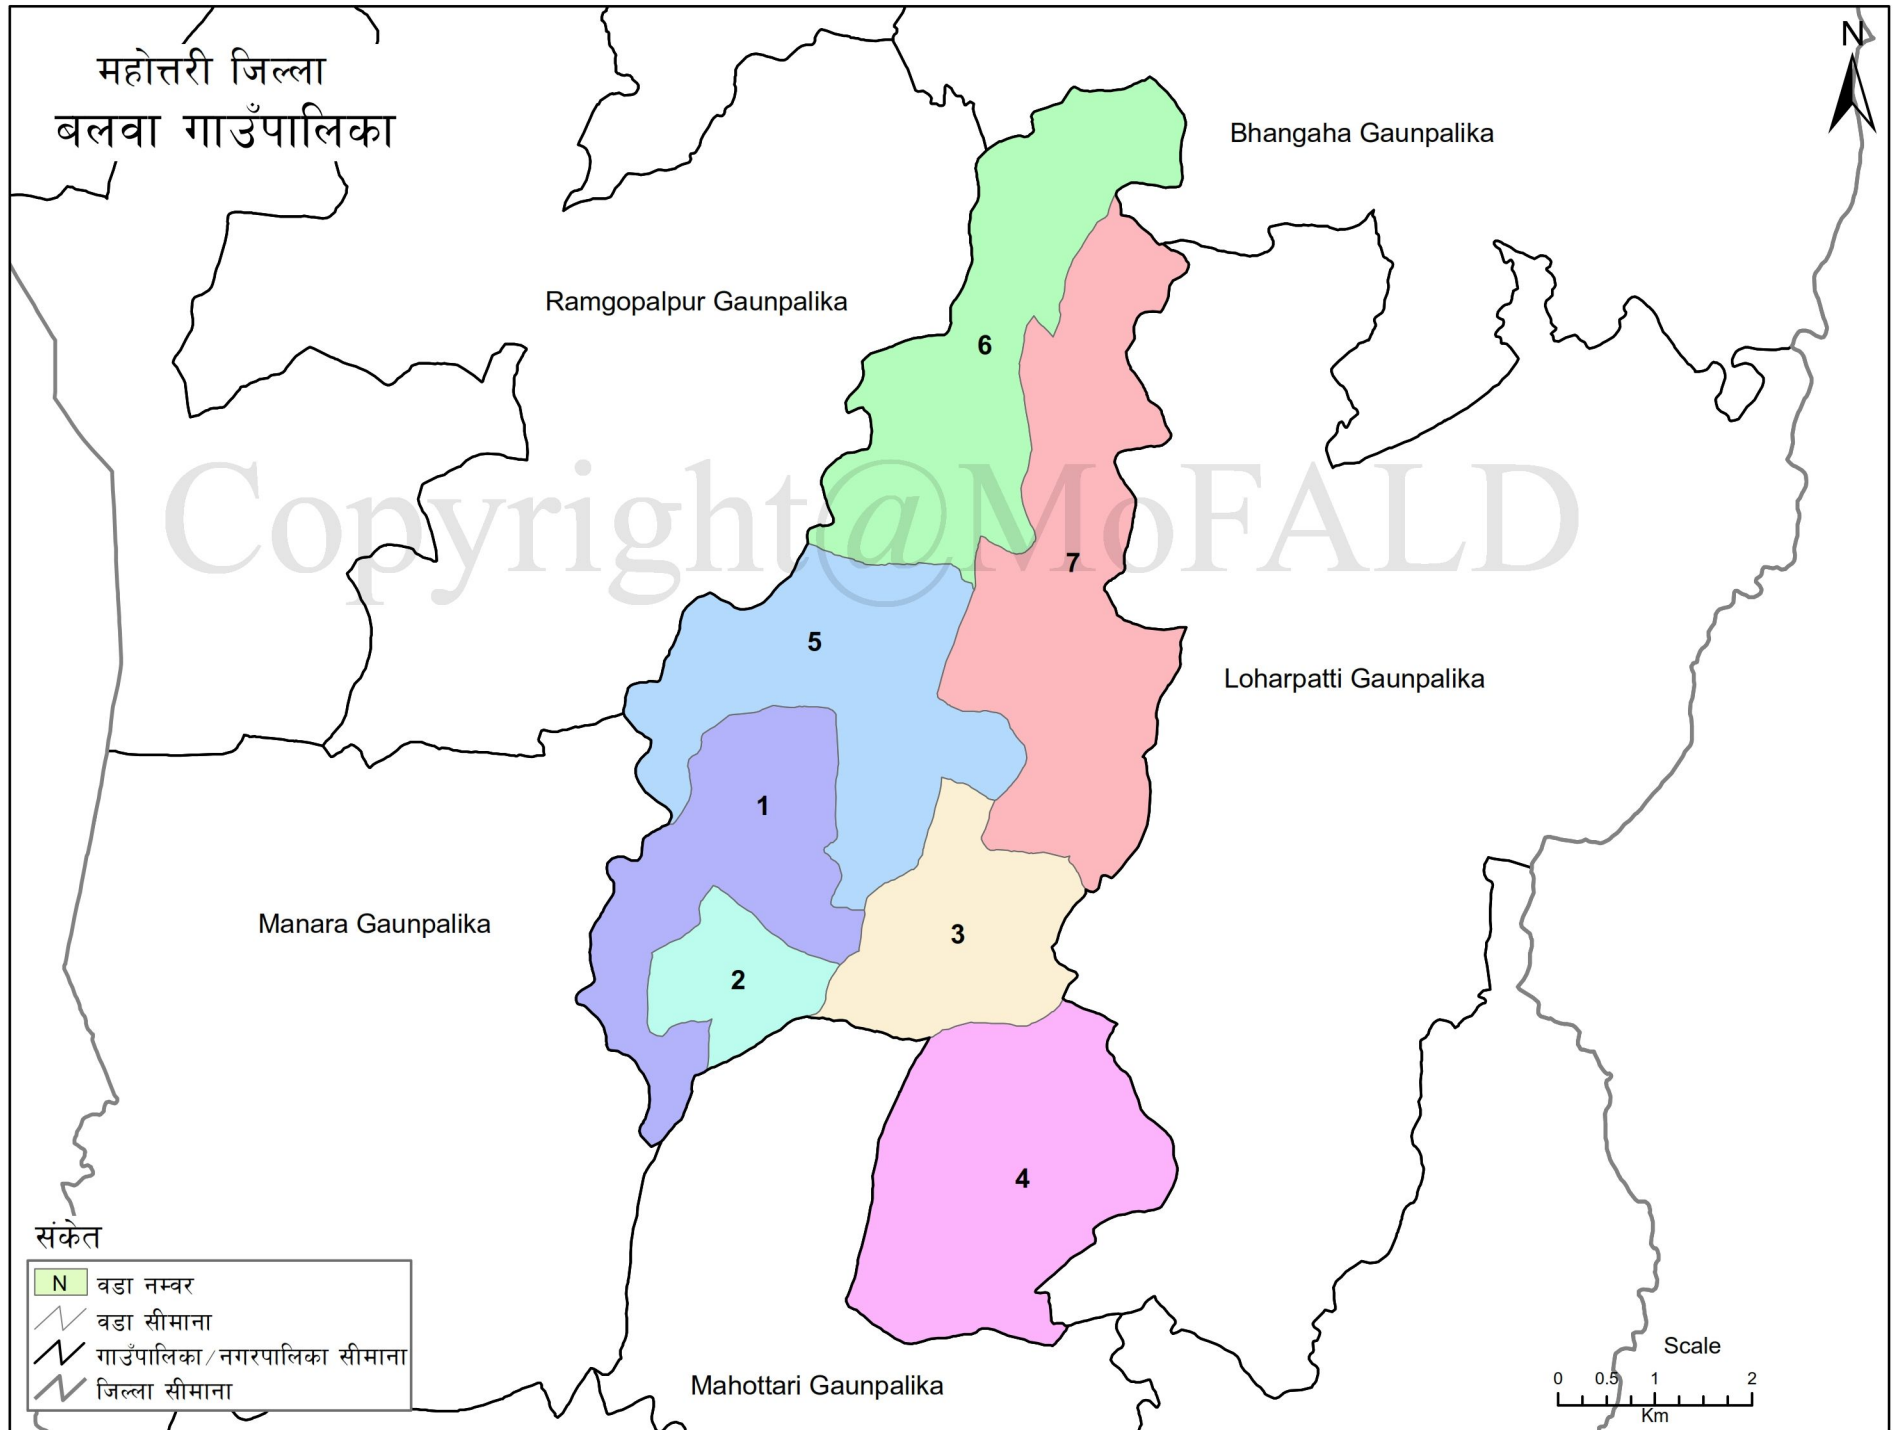 महोत्तरी जिल्ला
बलवा गाउँपालिका
N
Bhangaha Gaunpalika
Ramgopalpur Gaunpalika
6
Copyright@MoFALD
7
5
Loharpatti Gaunpalika
1
Manara Gaunpalika
3
2
4
संकेत
N वडा नम्वर
वडा सीमाना
गाउँपालिका/नगरपालिका सीमाना
जिल्ला सीमाना
Mahottari Gaunpalika
Scale
0 0.5 1 2
Km